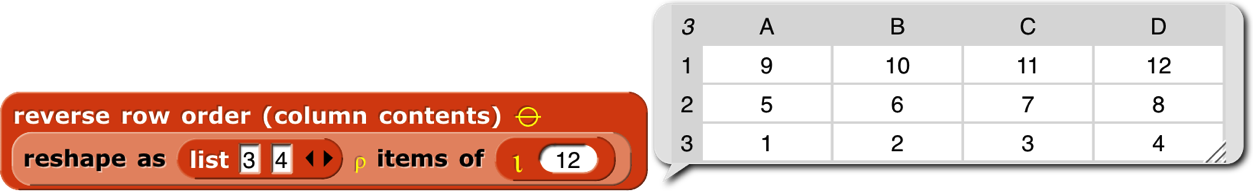 reverse row order (column contents) ⊖
reshape as list 3 4 ρ items of ι 12
3 A B C D
1 9 10 11 12
2 5 6 7 8
3 1 2 3 4